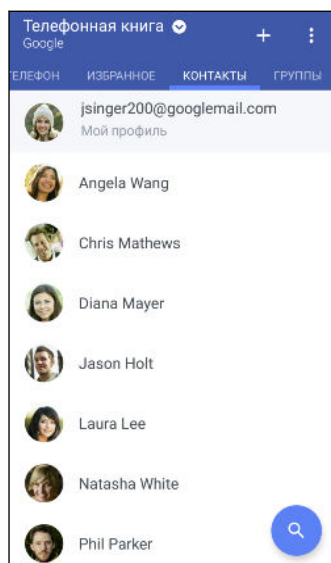 Телефонная книга
Google
ТЕЛЕФОН ИЗБРАННОЕ КОНТАКТЫ ГРУППЫ
jsinger200@googlemail.com
Мой профиль
Angela Wang
Chris Mathews
Diana Mayer
Jason Holt
Laura Lee
Natasha White
Phil Parker